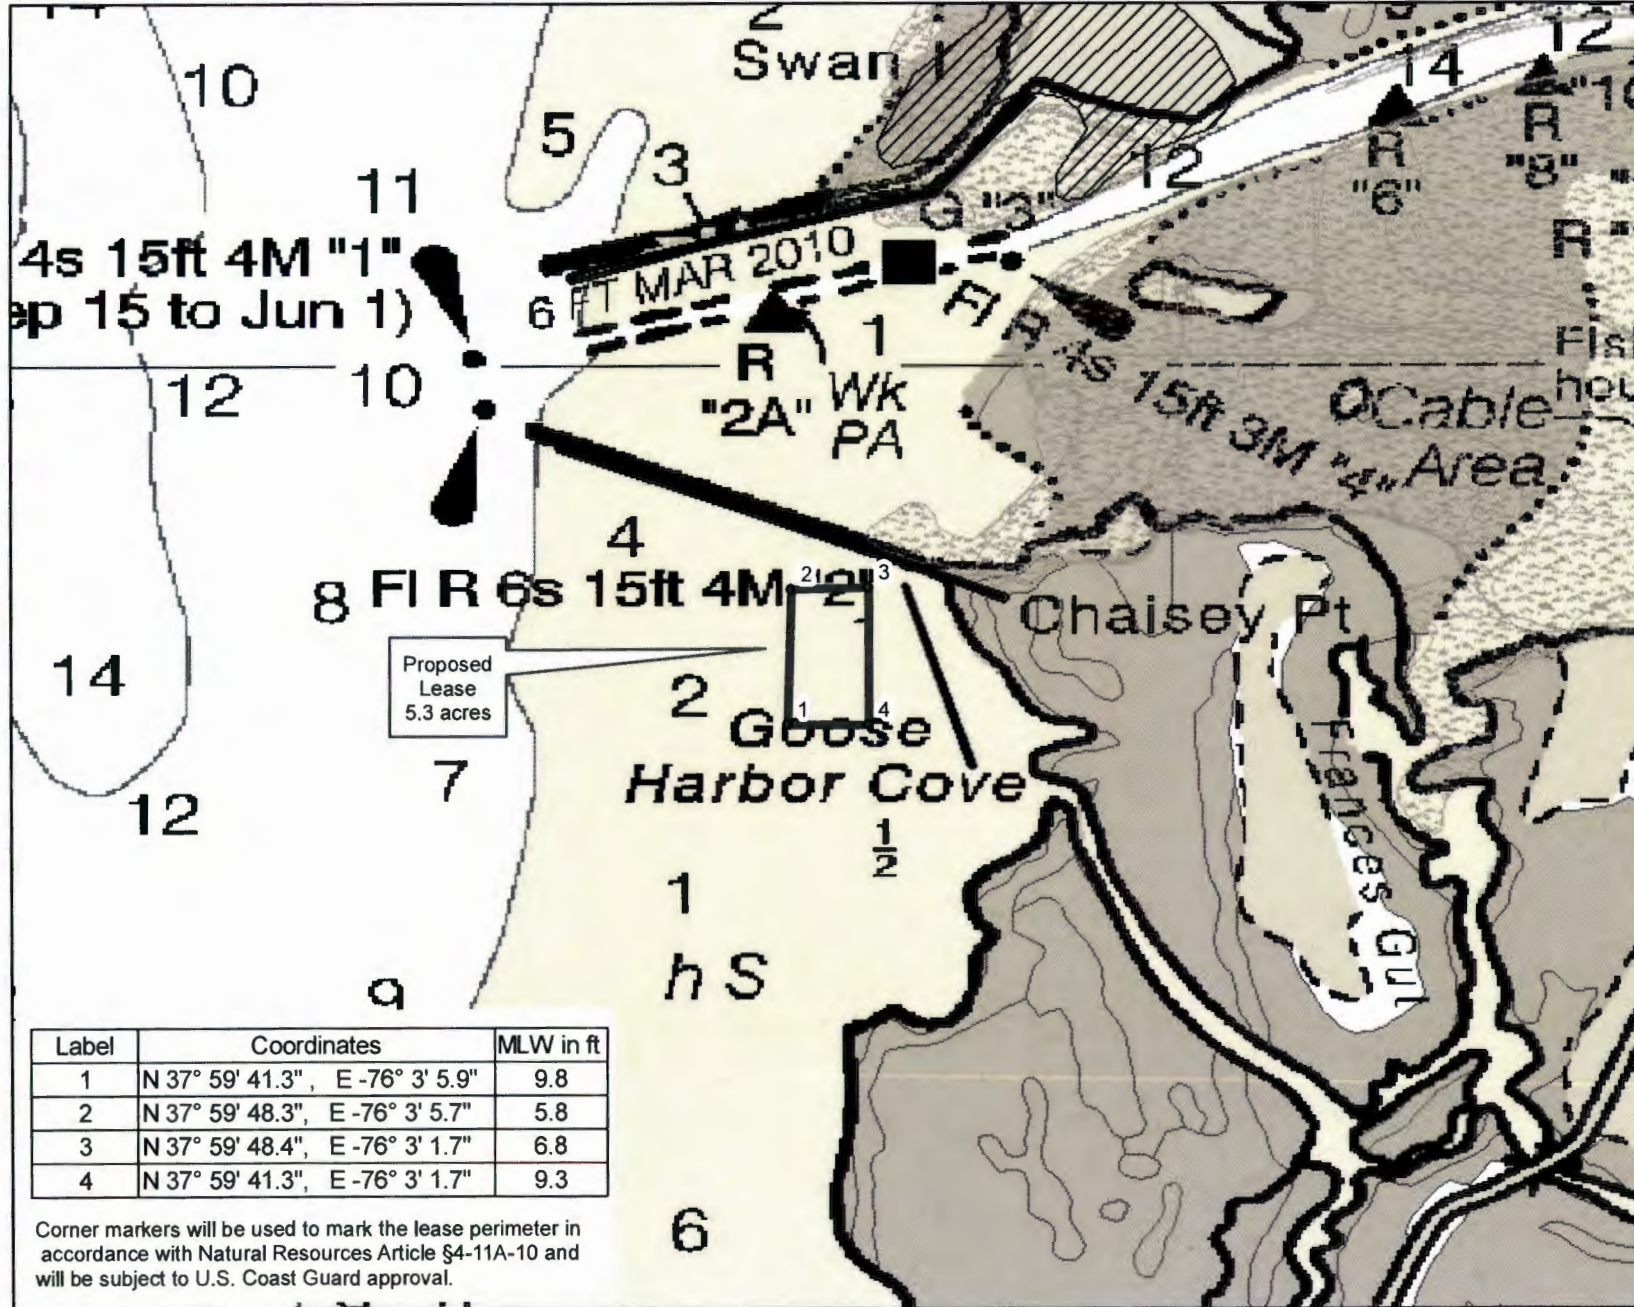 14
2
12
Swan
10
14
5
3
12
R
"6"
R
"8"
11
G "3"
4s 15ft 4M "1"
ep 15 to Jun 1)
6
FT MAR 2010
Fl R 4s 15ft 3M "4"
1
12
10
R
"2A"
Wk
PA
Cable
Area
4
8
Fl R 6s 15ft 4M "2"
2
3
Chaisey Pt
Proposed
Lease
5.3 acres
14
2
1
4
Goose
Harbor Cove
7
12
1/2
Frances Gut
1
h S
9
Label Coordinates MLW in ft
1 N 37° 59' 41.3" , E -76° 3' 5.9" 9.8
2 N 37° 59' 48.3", E -76° 3' 5.7" 5.8
3 N 37° 59' 48.4", E -76° 3' 1.7" 6.8
4 N 37° 59' 41.3", E -76° 3' 1.7" 9.3
6
Corner markers will be used to mark the lease perimeter in
accordance with Natural Resources Article §4-11A-10 and
will be subject to U.S. Coast Guard approval.